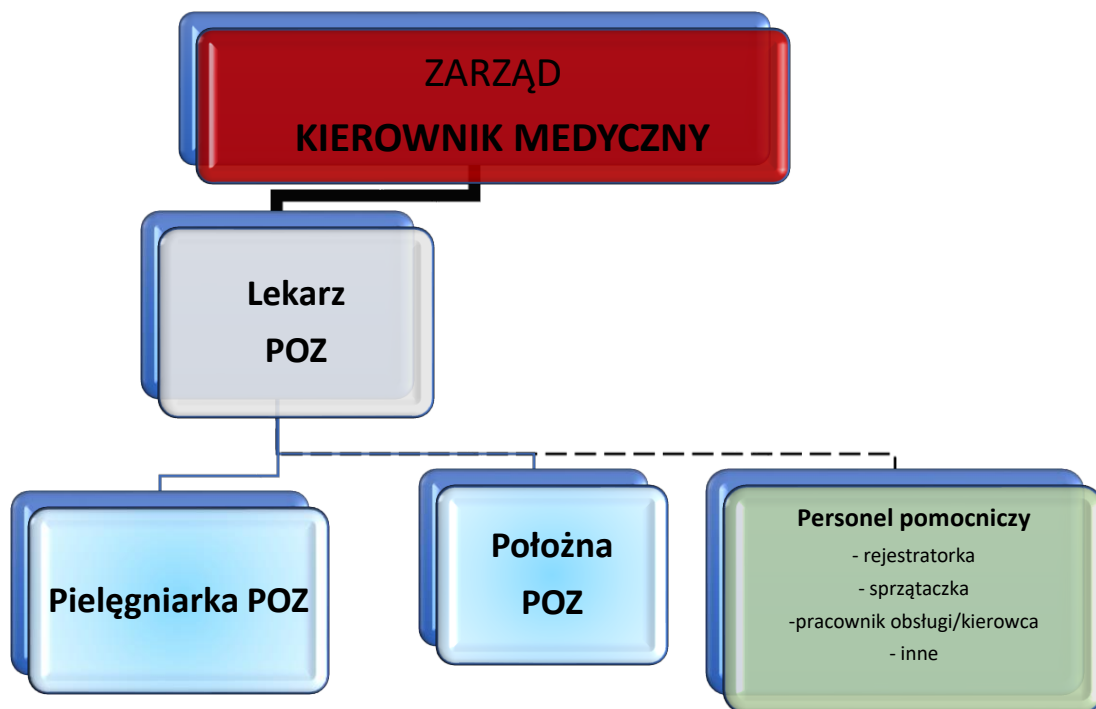 ZARZĄD
KIEROWNIK MEDYCZNY
Lekarz
POZ
Pielęgniarka POZ
Położna
POZ
Personel pomocniczy
- rejestratorka
- sprzątaczka
-pracownik obsługi/kierowca
- inne